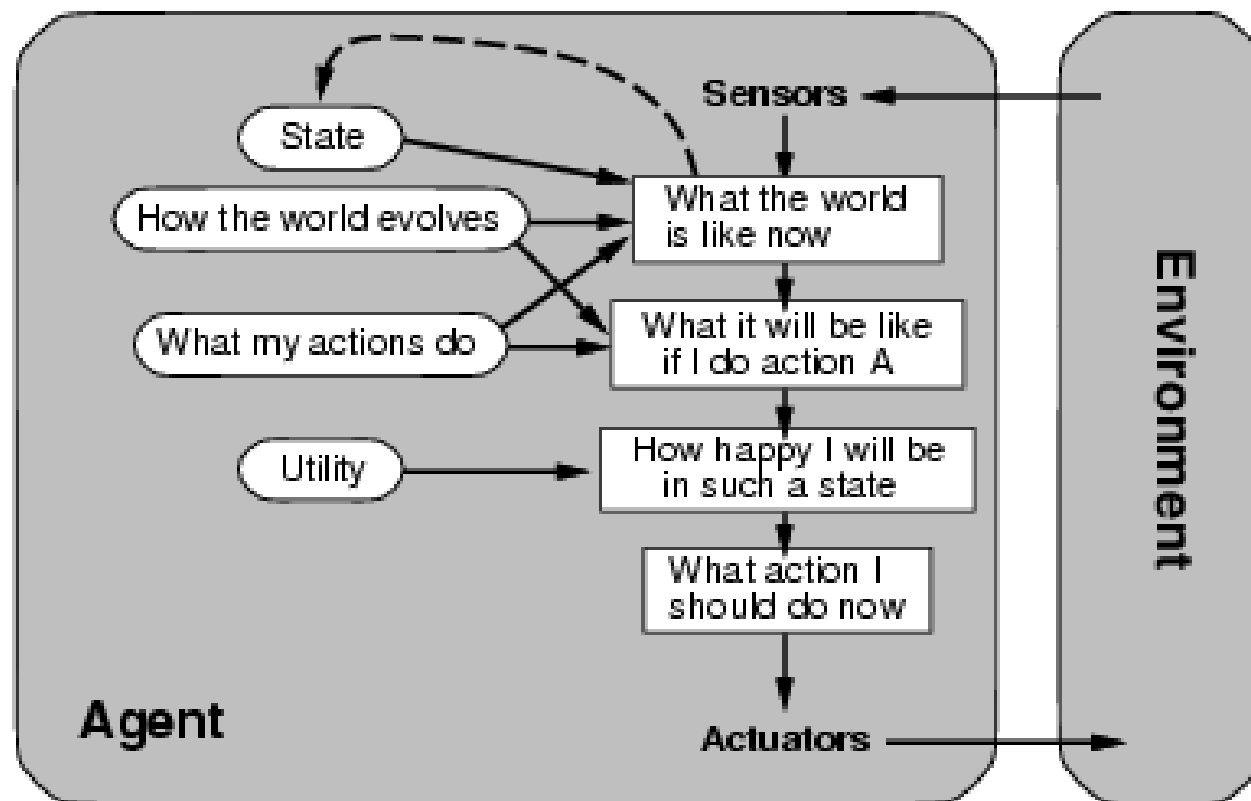 Sensors
State
What the world
is like now
How the world evolves
What my actions do
What it will be like
if I do action A
Utility
How happy I will be
in such a state
What action I
should do now
Agent
Actuators
Environment